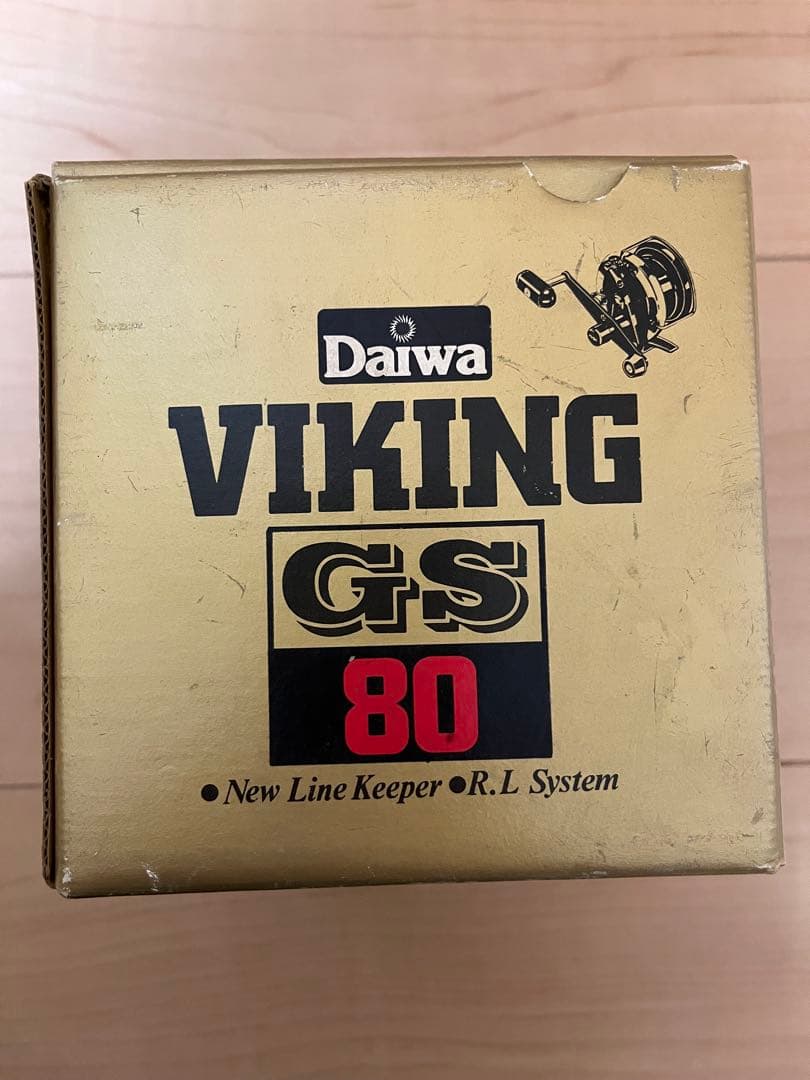 Daiwa
VIKING
GS
80
●New Line Keeper ●R.L System